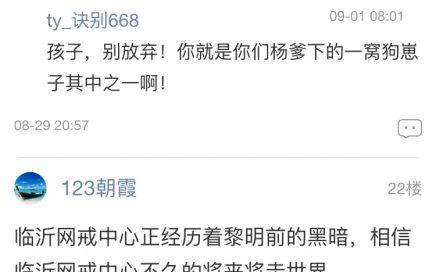 ty_诀别668
09-01 08:01
孩子，别放弃！你就是你们杨爹下的一窝狗崽
子其中之一啊！
08-29 20:57
123朝霞
22楼
临沂网戒中心正经历着黎明前的黑暗，相信
临沂网戒中心不久的将来将走世界